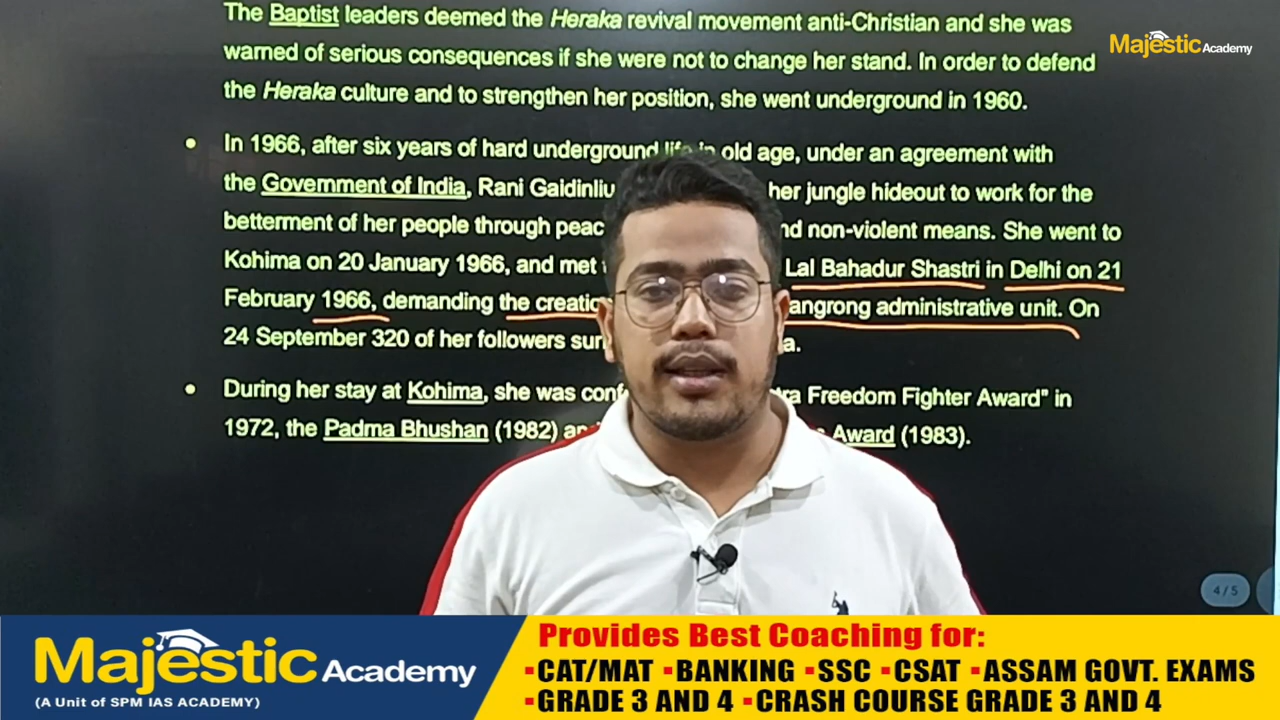 The Baptist leaders deemed the Heraka revival movement anti-Christian and she was
Majestic Academy
warned of serious consequences if she were not to change her stand. In order to defend
the Heraka culture and to strengthen her position, she went underground in 1960.
• In 1966, after six years of hard underground life in old age, under an agreement with
the Government of India, Rani Gaidinliu her jungle hideout to work for the
betterment of her people through non-violent means. She went to
Kohima on 20 January 1966, and met Lal Bahadur Shastri in Delhi on 21
February 1966, demanding the administrative unit. On
24 September 320 of her followers
• During her stay at Kohima, she was Freedom Fighter Award" in
1972, the Padma Bhushan (1982) Award (1983).
4/5
Majestic Academy
(A Unit of SPM IAS ACADEMY)
Provides Best Coaching for:
▪CAT/MAT ▪BANKING ▪SSC ▪CSAT ▪ASSAM GOVT. EXAMS
▪GRADE 3 AND 4 ▪CRASH COURSE GRADE 3 AND 4